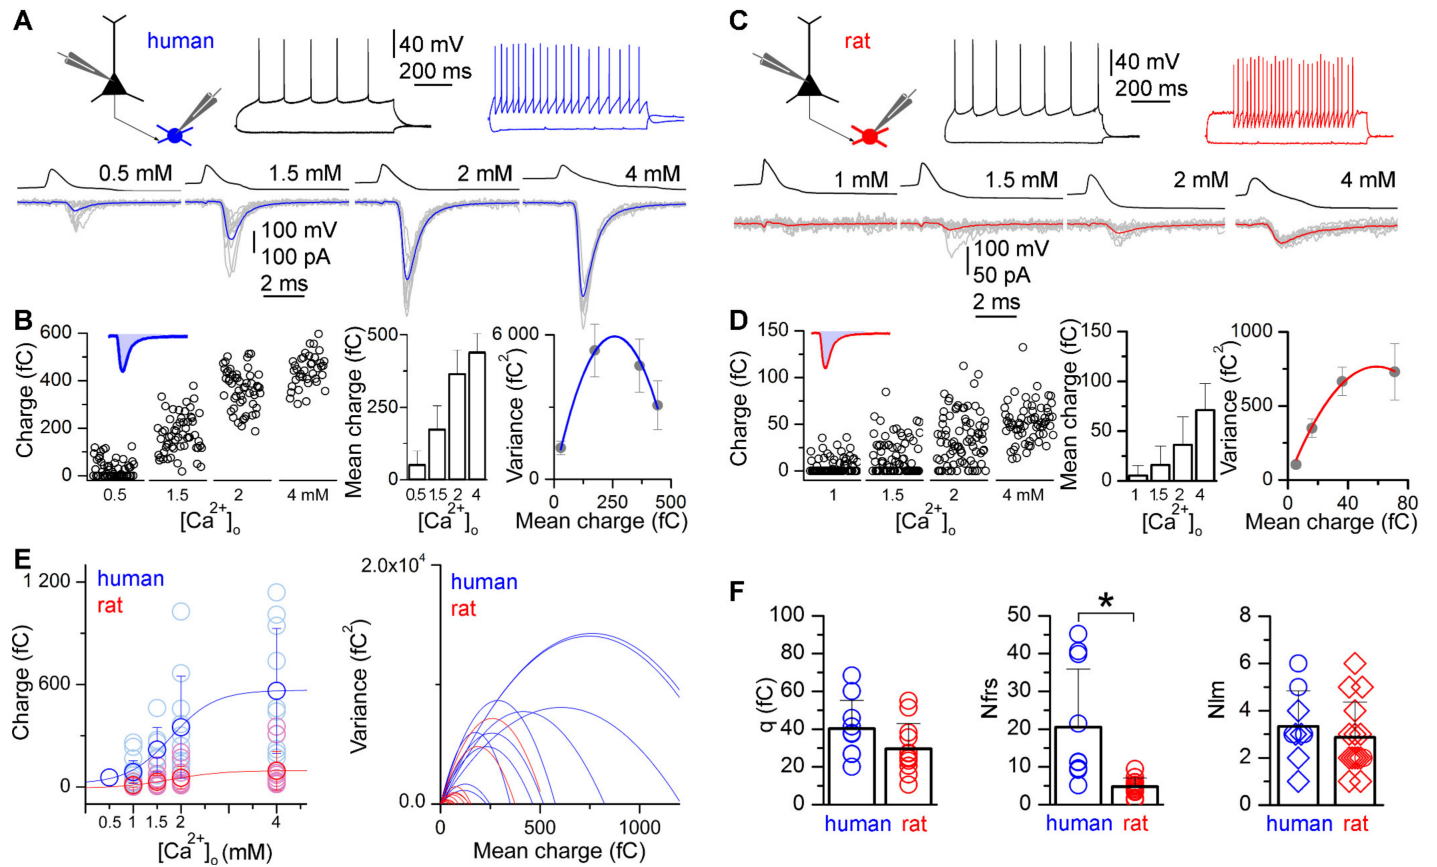 A
human
40 mV
200 ms
0.5 mM
1.5 mM
2 mM
4 mM
100 mV
100 pA
2 ms
C
rat
40 mV
200 ms
1 mM
1.5 mM
2 mM
4 mM
100 mV
50 pA
2 ms
B
Charge (fC)
600
400
200
0
0.5
1.5
2
4 mM
[Ca²⁺]ₒ
Mean charge (fC)
500
250
0
0.5
1.5
2
4
[Ca²⁺]ₒ
Variance (fC²)
6 000
0
0
250
500
Mean charge (fC)
D
Charge (fC)
150
100
50
0
1
1.5
2
4 mM
[Ca²⁺]ₒ
Mean charge (fC)
150
100
50
0
1
1.5
2
4
[Ca²⁺]ₒ
Variance (fC²)
1000
500
0
0
40
80
Mean charge (fC)
E
human
rat
Charge (fC)
1 200
600
0
0.5
1
1.5
2
4
[Ca²⁺]ₒ (mM)
human
rat
Variance (fC²)
2.0x10⁴
0.0
0
500
1000
Mean charge (fC)
F
q (fC)
100
80
60
40
20
0
human
rat
Nfrs
50
40
30
20
10
0
*
human
rat
Nlm
8
6
4
2
0
human
rat